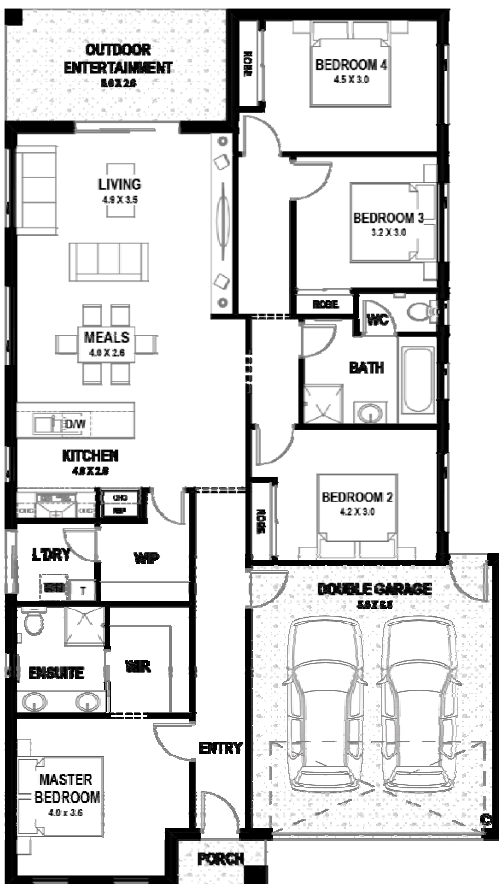 OUTDOOR
ENTERTAINMENT
ROBE
BEDROOM 4
4.5 X 3.0
LIVING
4.9 X 3.5
BEDROOM 3
3.2 X 3.0
ROBE
WC
MEALS
4.0 X 2.6
BATH
D/W
KITCHEN
BEDROOM 2
4.2 X 3.0
ROBE
L'DRY
WIP
T
DOUBLE GARAGE
ENSUITE
WIR
ENTRY
MASTER
BEDROOM
4.0 X 3.6
PORCH